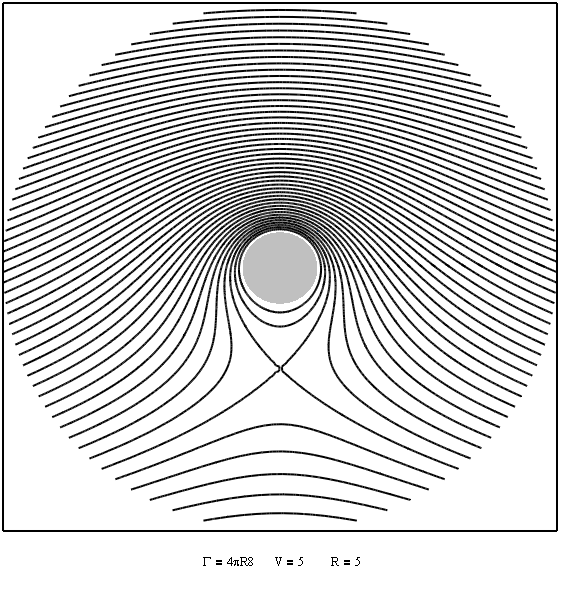 Γ = 4πR8 V = 5 R = 5